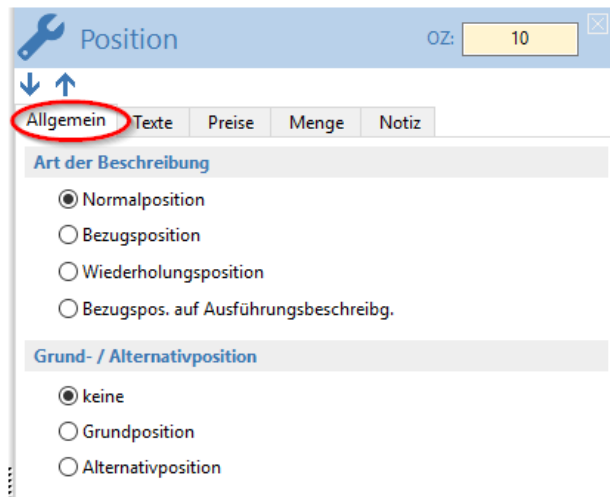 Position OZ: 10
Allgemein Texte Preise Menge Notiz
Art der Beschreibung
Normalposition
Bezugsposition
Wiederholungsposition
Bezugspos. auf Ausführungsbeschreibg.
Grund- / Alternativposition
keine
Grundposition
Alternativposition